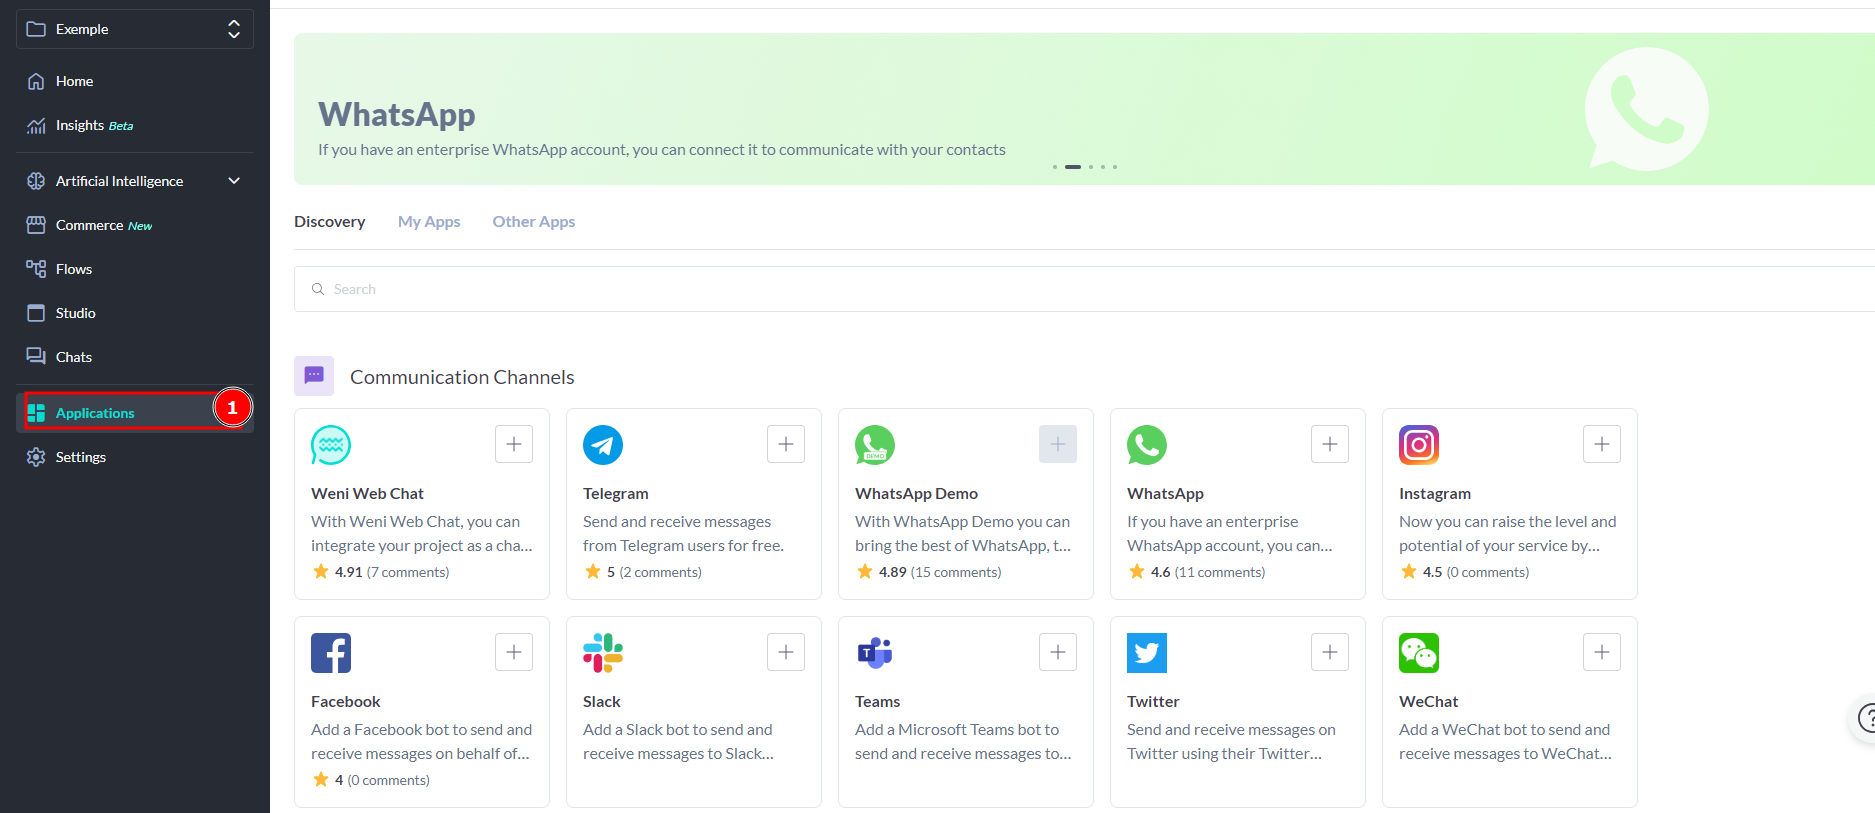 Exemple
Home
Insights Beta
Artificial Intelligence
Commerce New
Flows
Studio
Chats
Applications
1
Settings
WhatsApp
If you have an enterprise WhatsApp account, you can connect it to communicate with your contacts
Discovery
My Apps
Other Apps
Search
Communication Channels
Weni Web Chat
With Weni Web Chat, you can
integrate your project as a cha...
4.91 (7 comments)
Telegram
Send and receive messages
from Telegram users for free.
5 (2 comments)
DEMO
WhatsApp Demo
With WhatsApp Demo you can
bring the best of WhatsApp, t...
4.89 (15 comments)
WhatsApp
If you have an enterprise
WhatsApp account, you can...
4.6 (11 comments)
Instagram
Now you can raise the level and
potential of your service by...
4.5 (0 comments)
Facebook
Add a Facebook bot to send and
receive messages on behalf of...
4 (0 comments)
Slack
Add a Slack bot to send and
receive messages to Slack...
T
Teams
Add a Microsoft Teams bot to
send and receive messages to...
Twitter
Send and receive messages on
Twitter using their Twitter...
WeChat
Add a WeChat bot to send and
receive messages to WeChat...